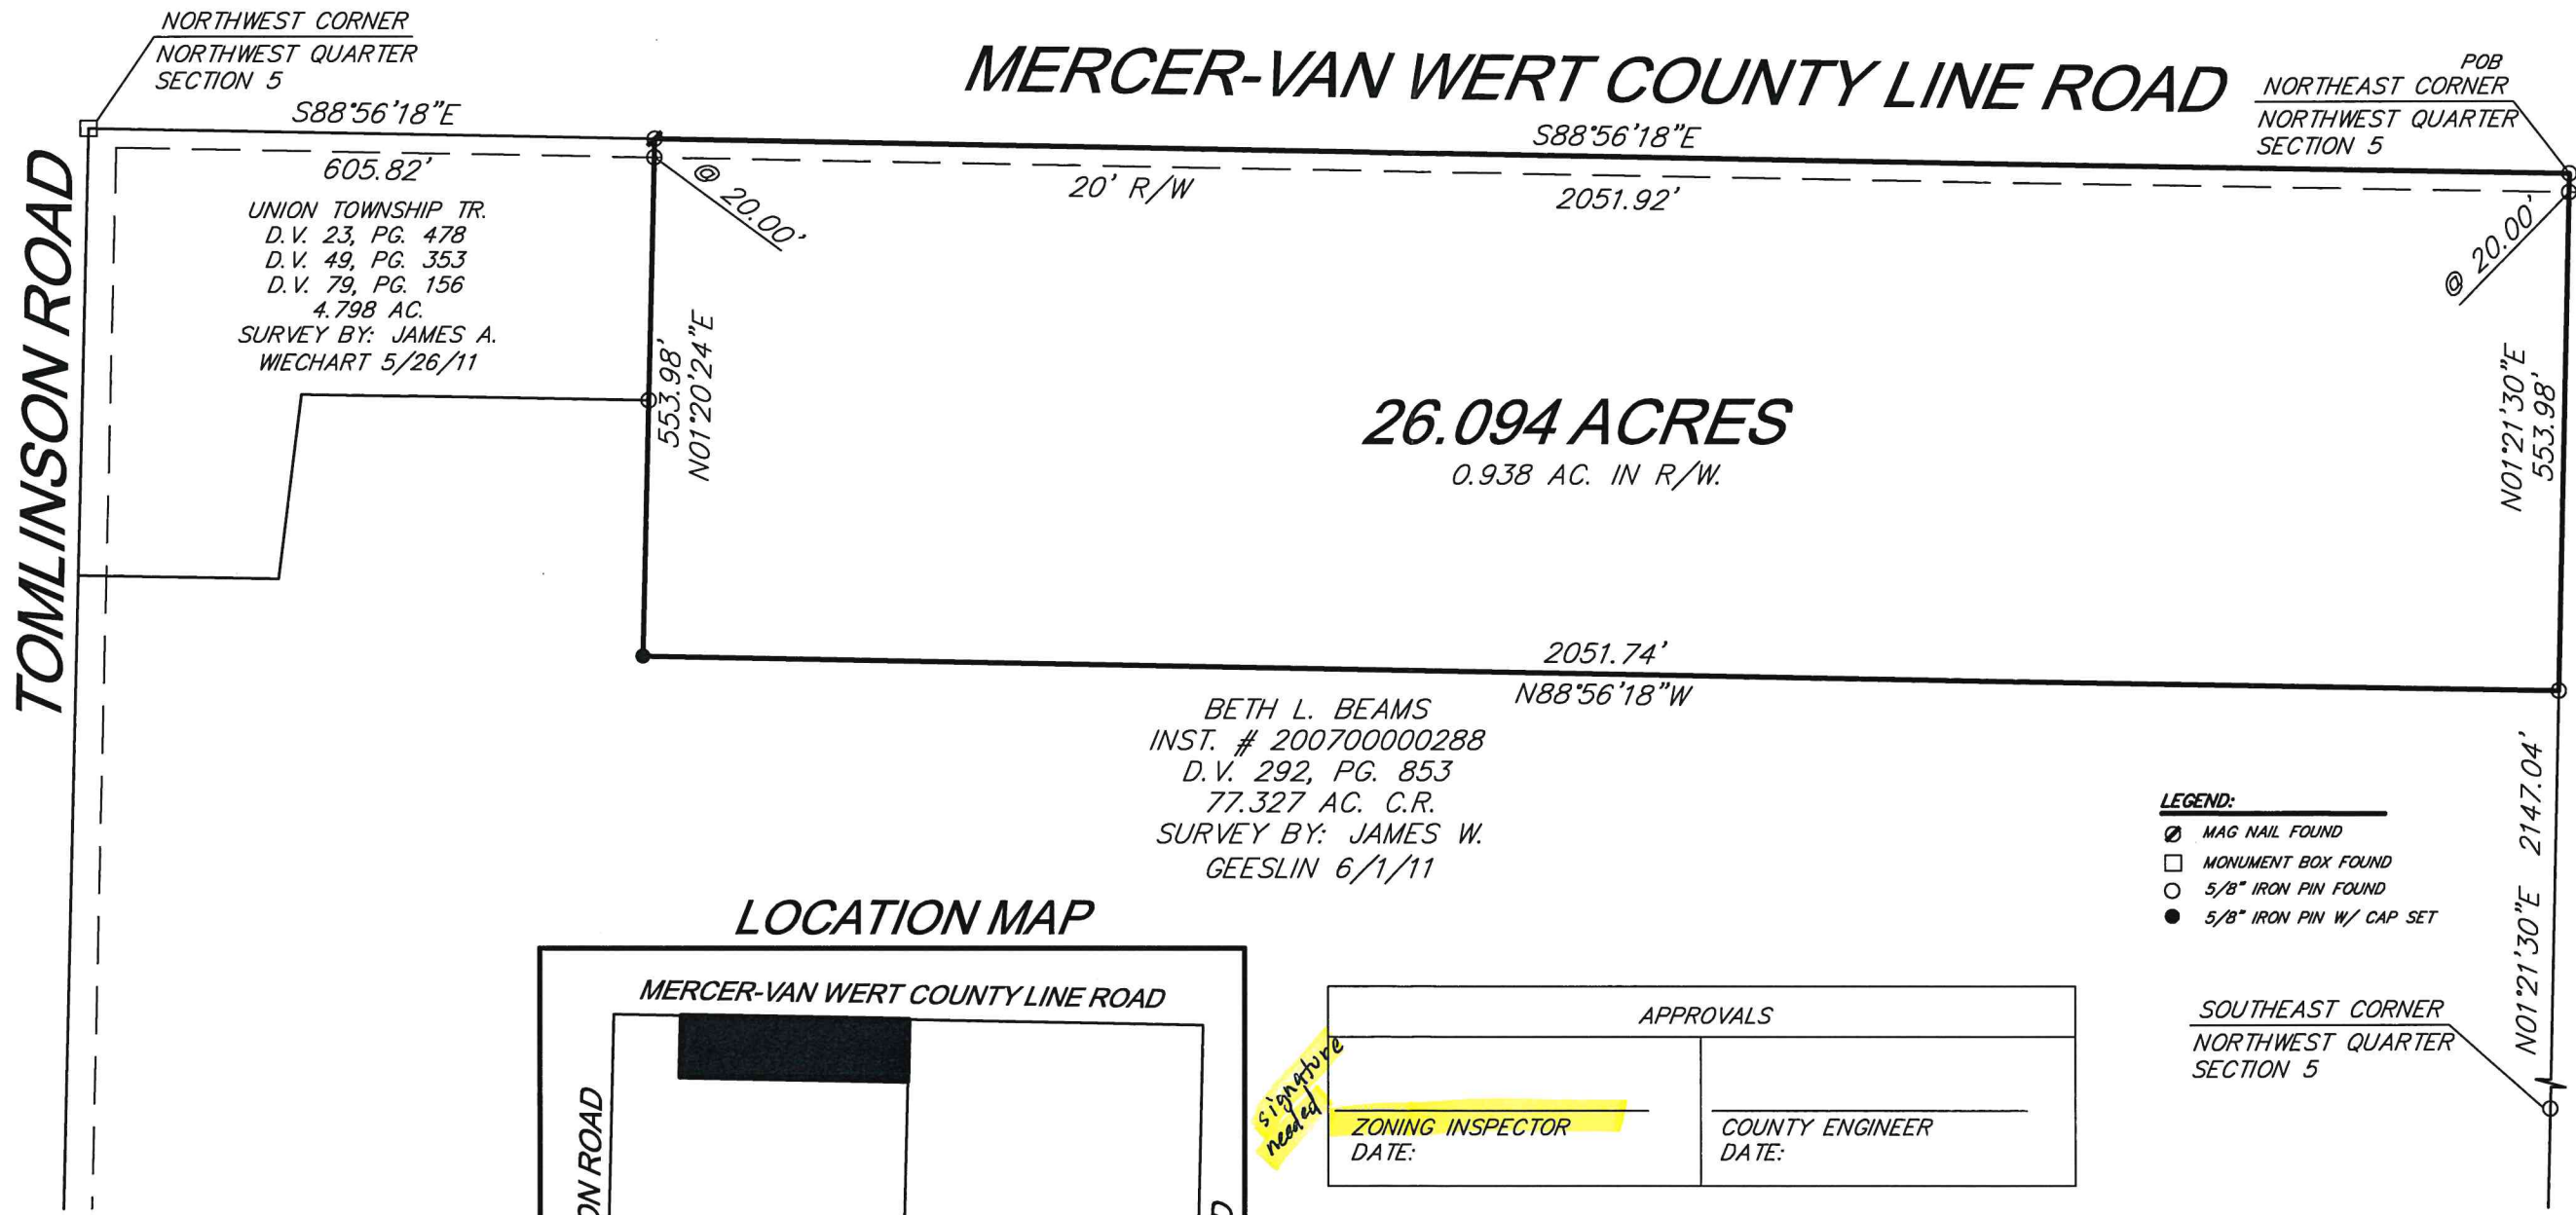 NORTHWEST CORNER
NORTHWEST QUARTER
SECTION 5
MERCER-VAN WERT COUNTY LINE ROAD
POB
NORTHEAST CORNER
NORTHWEST QUARTER
SECTION 5
S88°56'18"E
605.82'
S88°56'18"E
2051.92'
20' R/W
@ 20.00'
@ 20.00'
TOMLINSON ROAD
UNION TOWNSHIP TR.
D.V. 23, PG. 478
D.V. 49, PG. 353
D.V. 79, PG. 156
4.798 AC.
SURVEY BY: JAMES A.
WIECHART 5/26/11
553.98'
N01°20'24"E
26.094 ACRES
0.938 AC. IN R/W.
N01°21'30"E
553.98'
2051.74'
N88°56'18"W
BETH L. BEAMS
INST. # 200700000288
D.V. 292, PG. 853
77.327 AC. C.R.
SURVEY BY: JAMES W.
GEESLIN 6/1/11
LEGEND:
MAG NAIL FOUND
MONUMENT BOX FOUND
5/8" IRON PIN FOUND
5/8" IRON PIN W/ CAP SET
N01°21'30"E 2147.04'
SOUTHEAST CORNER
NORTHWEST QUARTER
SECTION 5
LOCATION MAP
MERCER-VAN WERT COUNTY LINE ROAD
ON ROAD
signature
needed
APPROVALS
ZONING INSPECTOR
DATE:
COUNTY ENGINEER
DATE: